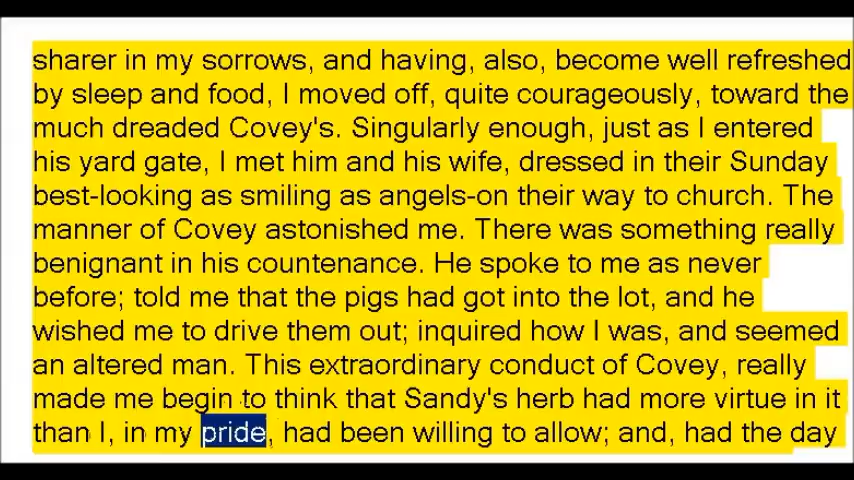 sharer in my sorrows, and having, also, become well refreshed
by sleep and food, I moved off, quite courageously, toward the
much dreaded Covey's. Singularly enough, just as I entered
his yard gate, I met him and his wife, dressed in their Sunday
best-looking as smiling as angels-on their way to church. The
manner of Covey astonished me. There was something really
benignant in his countenance. He spoke to me as never
before; told me that the pigs had got into the lot, and he
wished me to drive them out; inquired how I was, and seemed
an altered man. This extraordinary conduct of Covey, really
made me begin to think that Sandy's herb had more virtue in it
than I, in my pride, had been willing to allow; and, had the day